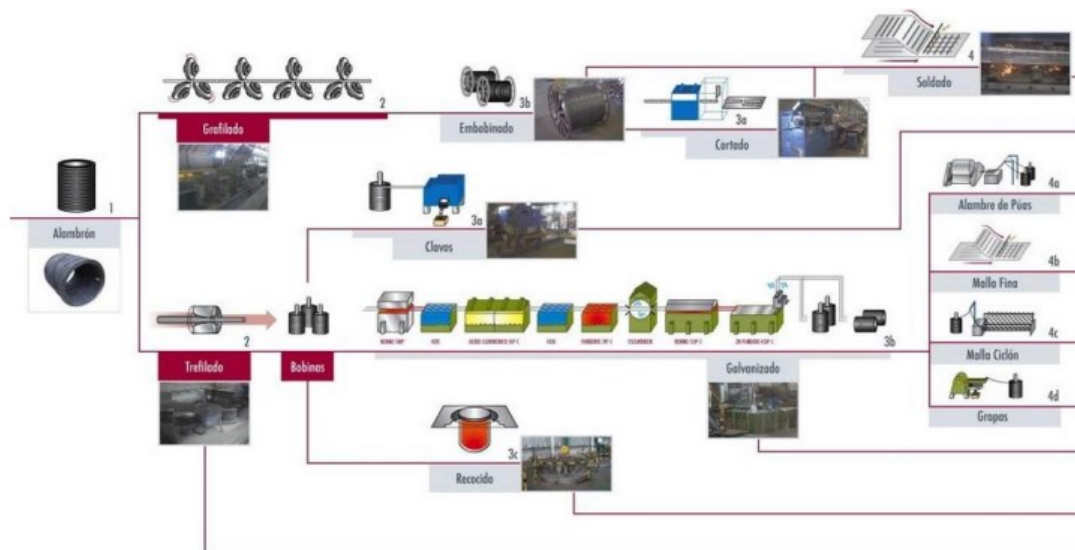 4
Soldado
2
Grafilado
3b
Embobinado
3a
Cortado
1
Alambrón
3a
Clavos
4a
Alambre de Púas
4b
Malla Fina
4c
Malla Ciclón
4d
Grapas
2
Trefilado
Bobinas
3b
Galvanizado
3c
Recocido